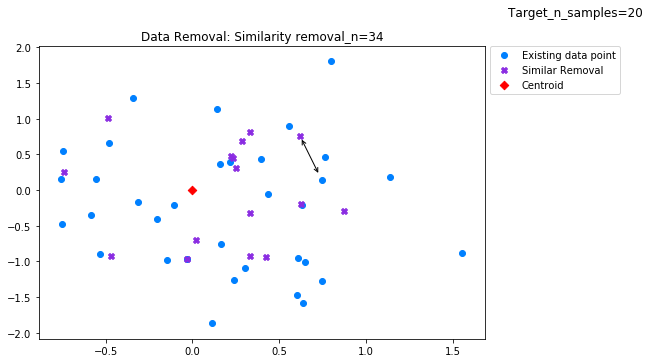 Target_n_samples=20
Data Removal: Similarity removal_n=34
Existing data point
Similar Removal
Centroid
2.0
1.5
1.0
0.5
0.0
−0.5
−1.0
−1.5
−2.0
−0.5 0.0 0.5 1.0 1.5